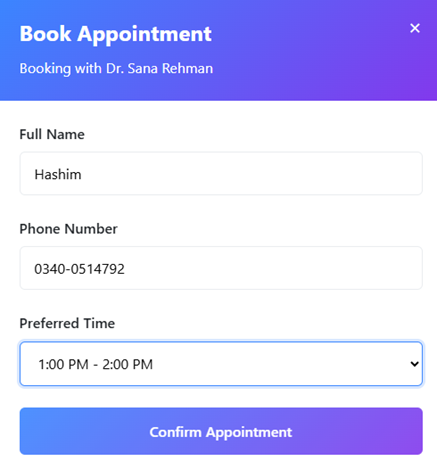 Book Appointment
×
Booking with Dr. Sana Rehman
Full Name
Hashim
Phone Number
0340-0514792
Preferred Time
1:00 PM - 2:00 PM
Confirm Appointment